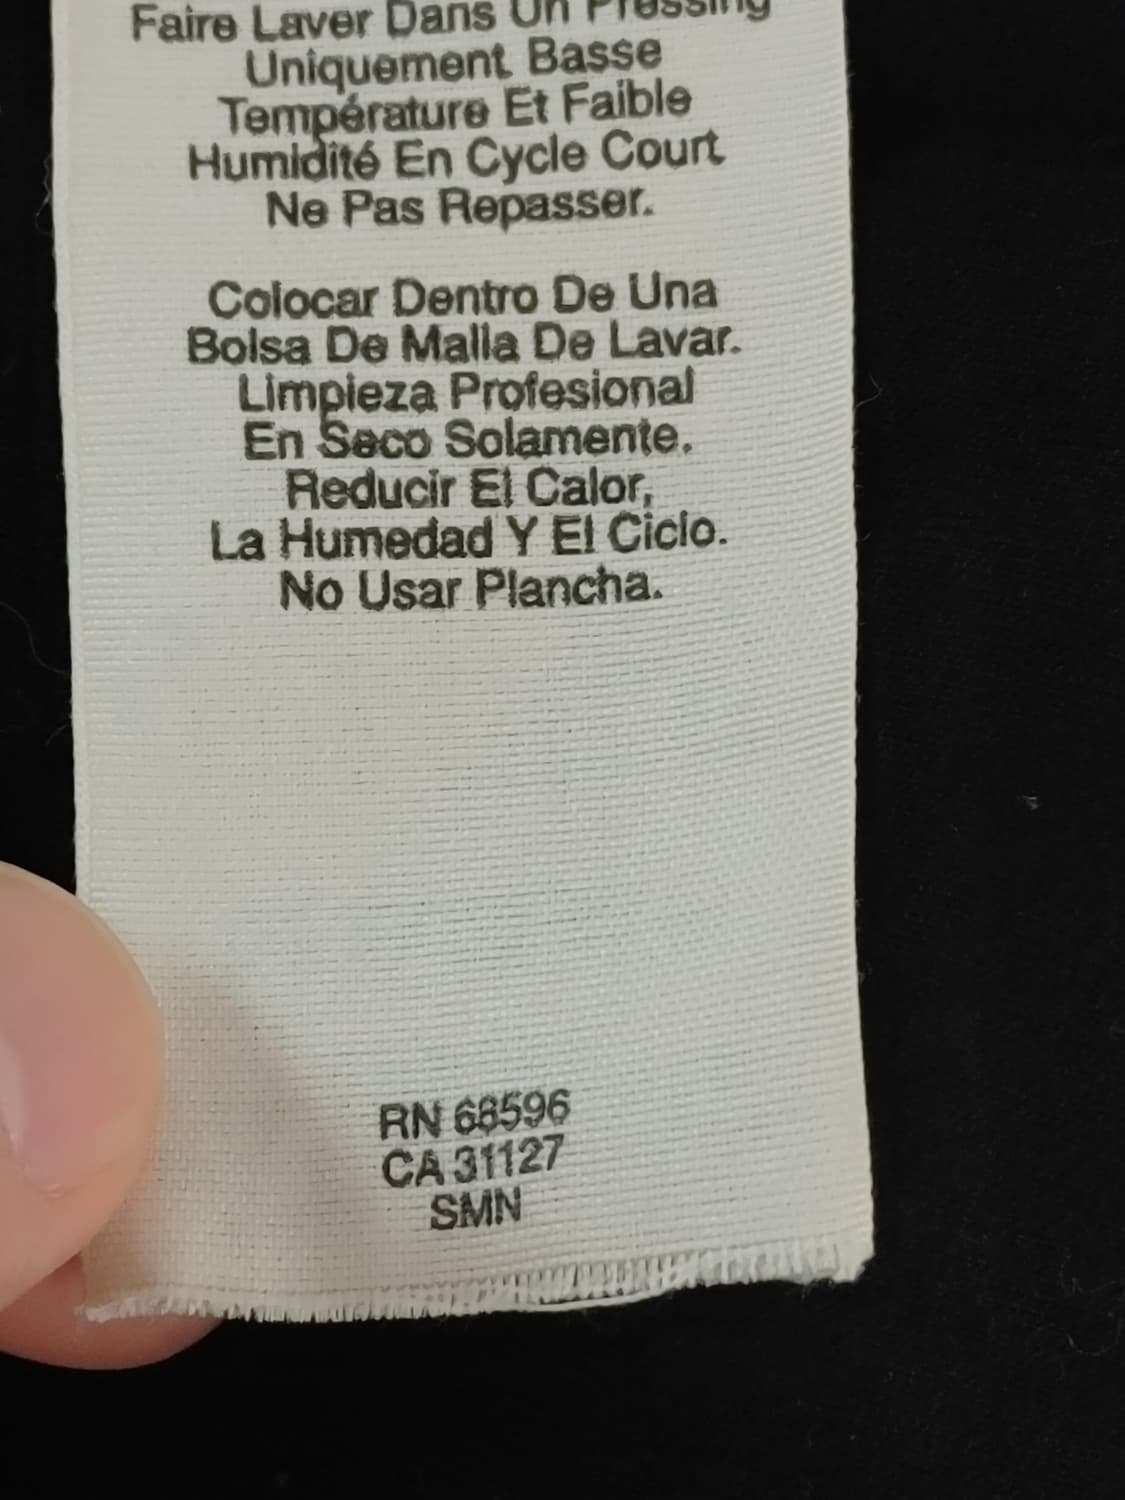 Faire Laver Dans Un Pressing
Uniquement Basse
Température Et Faible
Humidité En Cycle Court
Ne Pas Repasser.
Colocar Dentro De Una
Bolsa De Malla De Lavar.
Limpieza Profesional
En Seco Solamente.
Reducir El Calor,
La Humedad Y El Ciclo.
No Usar Plancha.
RN 68596
CA 31127
SMN